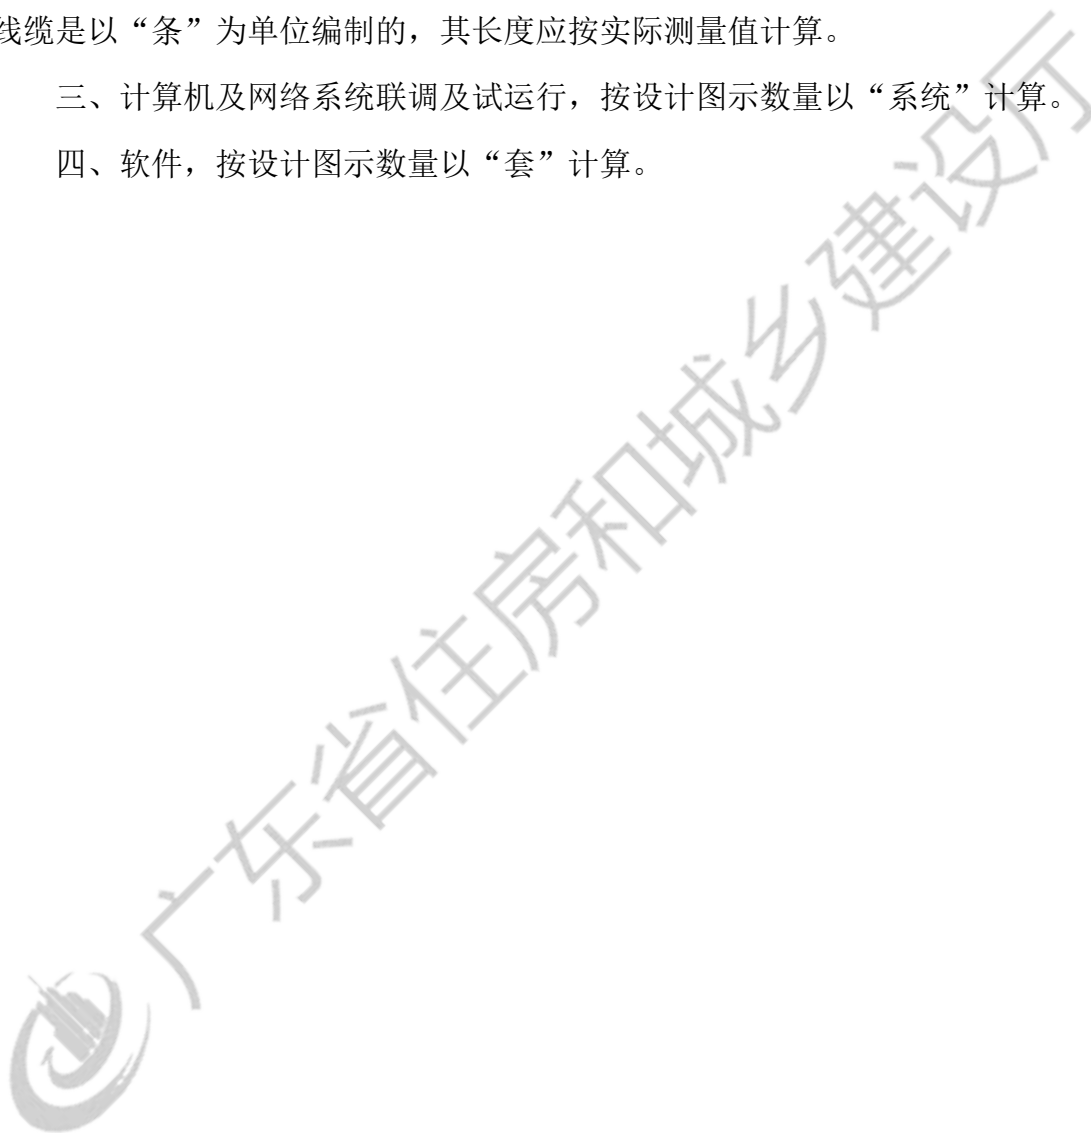 线缆是以“条”为单位编制的，其长度应按实际测量值计算。
三、计算机及网络系统联调及试运行，按设计图示数量以“系统”计算。
四、软件，按设计图示数量以“套”计算。
广东省住房和城乡建设厅